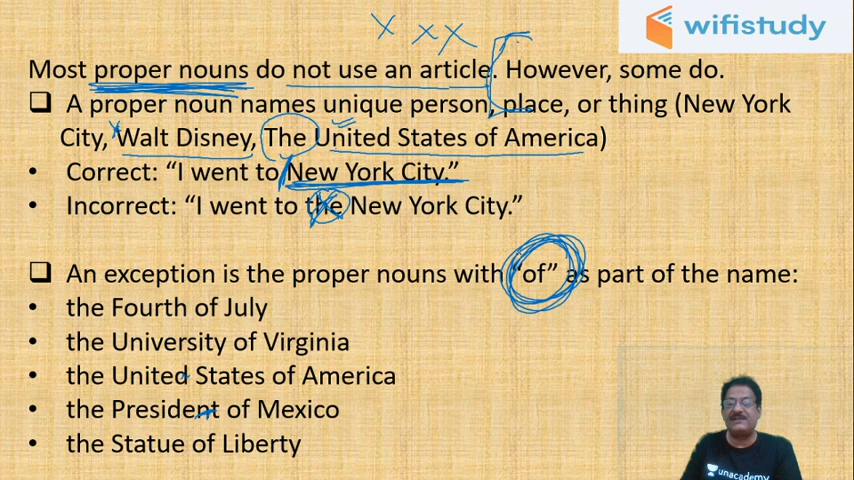 wifistudy
Most proper nouns do not use an article. However, some do.
❑ A proper noun names unique person, place, or thing (New York
City, Walt Disney, The United States of America)
• Correct: “I went to New York City.”
• Incorrect: “I went to the New York City.”
❑ An exception is the proper nouns with “of” as part of the name:
• the Fourth of July
• the University of Virginia
• the United States of America
• the President of Mexico
• the Statue of Liberty
unacademy